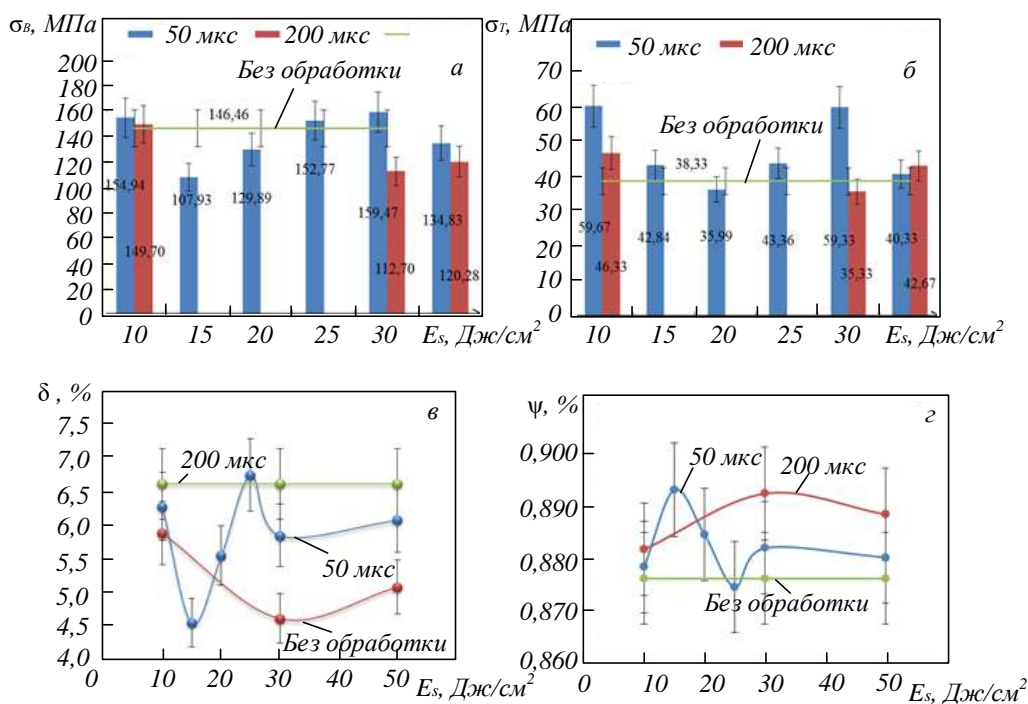 σВ, МПа
50 мкс 200 мкс
а
Без обработки
200
180
160
140
120
100
80
60
40
20
0
146,46
154,94
149,70
107,93
129,89
152,77
159,47
112,70
134,83
120,28
10 15 20 25 30 Es, Дж/см2
σТ, МПа
50 мкс 200 мкс
б
Без обработки
70
60
50
40
30
20
10
0
38,33
59,67
46,33
42,84
35,99
43,36
59,33
35,33
40,33
42,67
10 15 20 25 30 Es, Дж/см2
δ , %
в
7,5
7,0
6,5
6,0
5,5
5,0
4,5
4,0
200 мкс
50 мкс
Без обработки
0 10 20 30 40 50 Es, Дж/см2
ψ, %
г
0,900
0,890
0,880
0,870
0,860
50 мкс
200 мкс
Без обработки
0 10 20 30 40 50 Es, Дж/см2